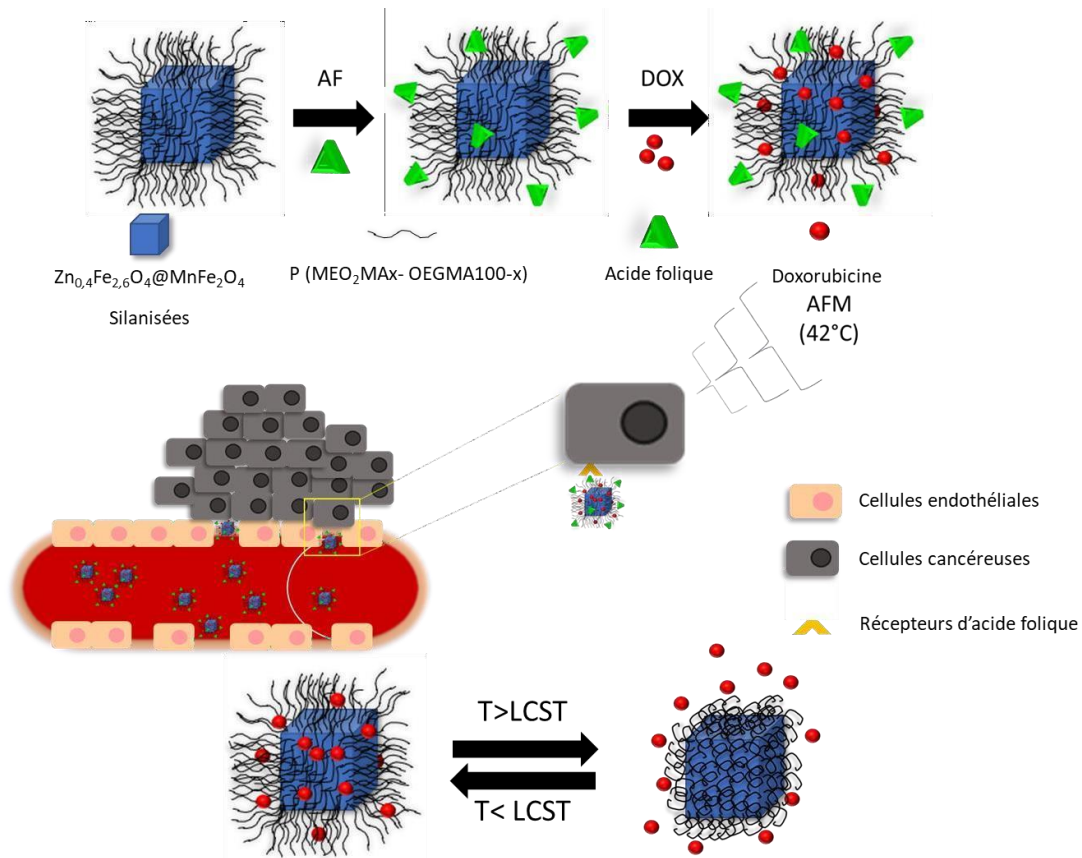 AF
DOX
Zn₀,₄Fe₂,₆O₄@MnFe₂O₄
Silanisées
P (MEO₂MAx- OEGMA100-x)
Acide folique
Doxorubicine
AFM
(42°C)
Cellules endothéliales
Cellules cancéreuses
Récepteurs d’acide folique
T>LCST
T< LCST